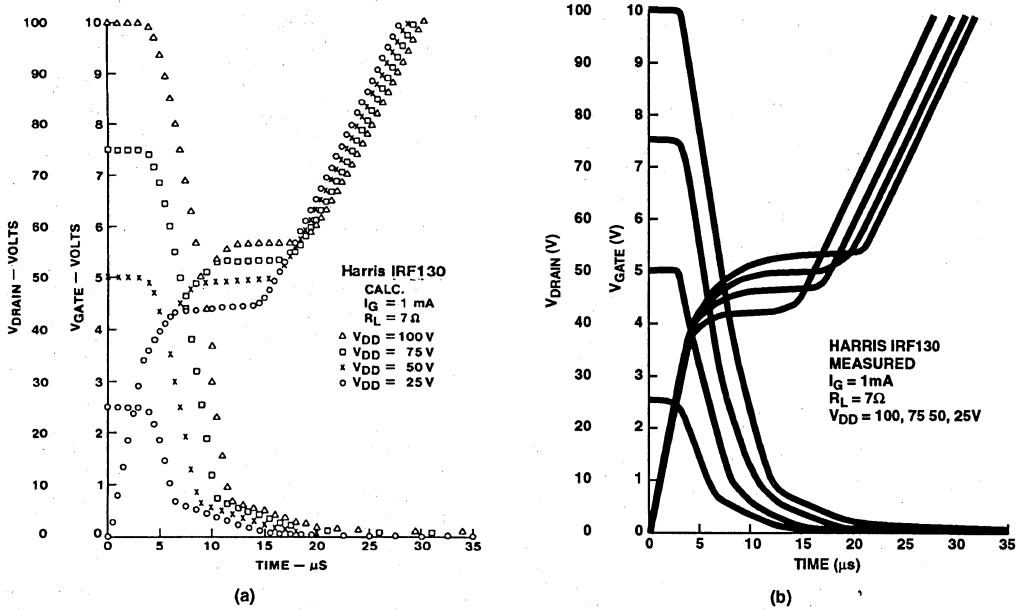 100
90
80
70
60
50
40
30
20
10
0
10
9
8
7
6
5
4
3
2
1
0
VDRAIN — VOLTS
VGATE — VOLTS
Harris IRF130
CALC.
IG = 1 mA
RL = 7Ω
△ VDD = 100 V
□ VDD = 75 V
x VDD = 50 V
○ VDD = 25 V
0 5 10 15 20 25 30 35
TIME — µS
(a)
100
90
80
70
60
50
40
30
20
10
0
10
9
8
7
6
5
4
3
2
1
0
VDRAIN (V)
VGATE (V)
HARRIS IRF130
MEASURED
IG = 1mA
RL = 7Ω
VDD = 100, 75 50, 25V
0 5 10 15 20 25 30 35
TIME (µs)
(b)